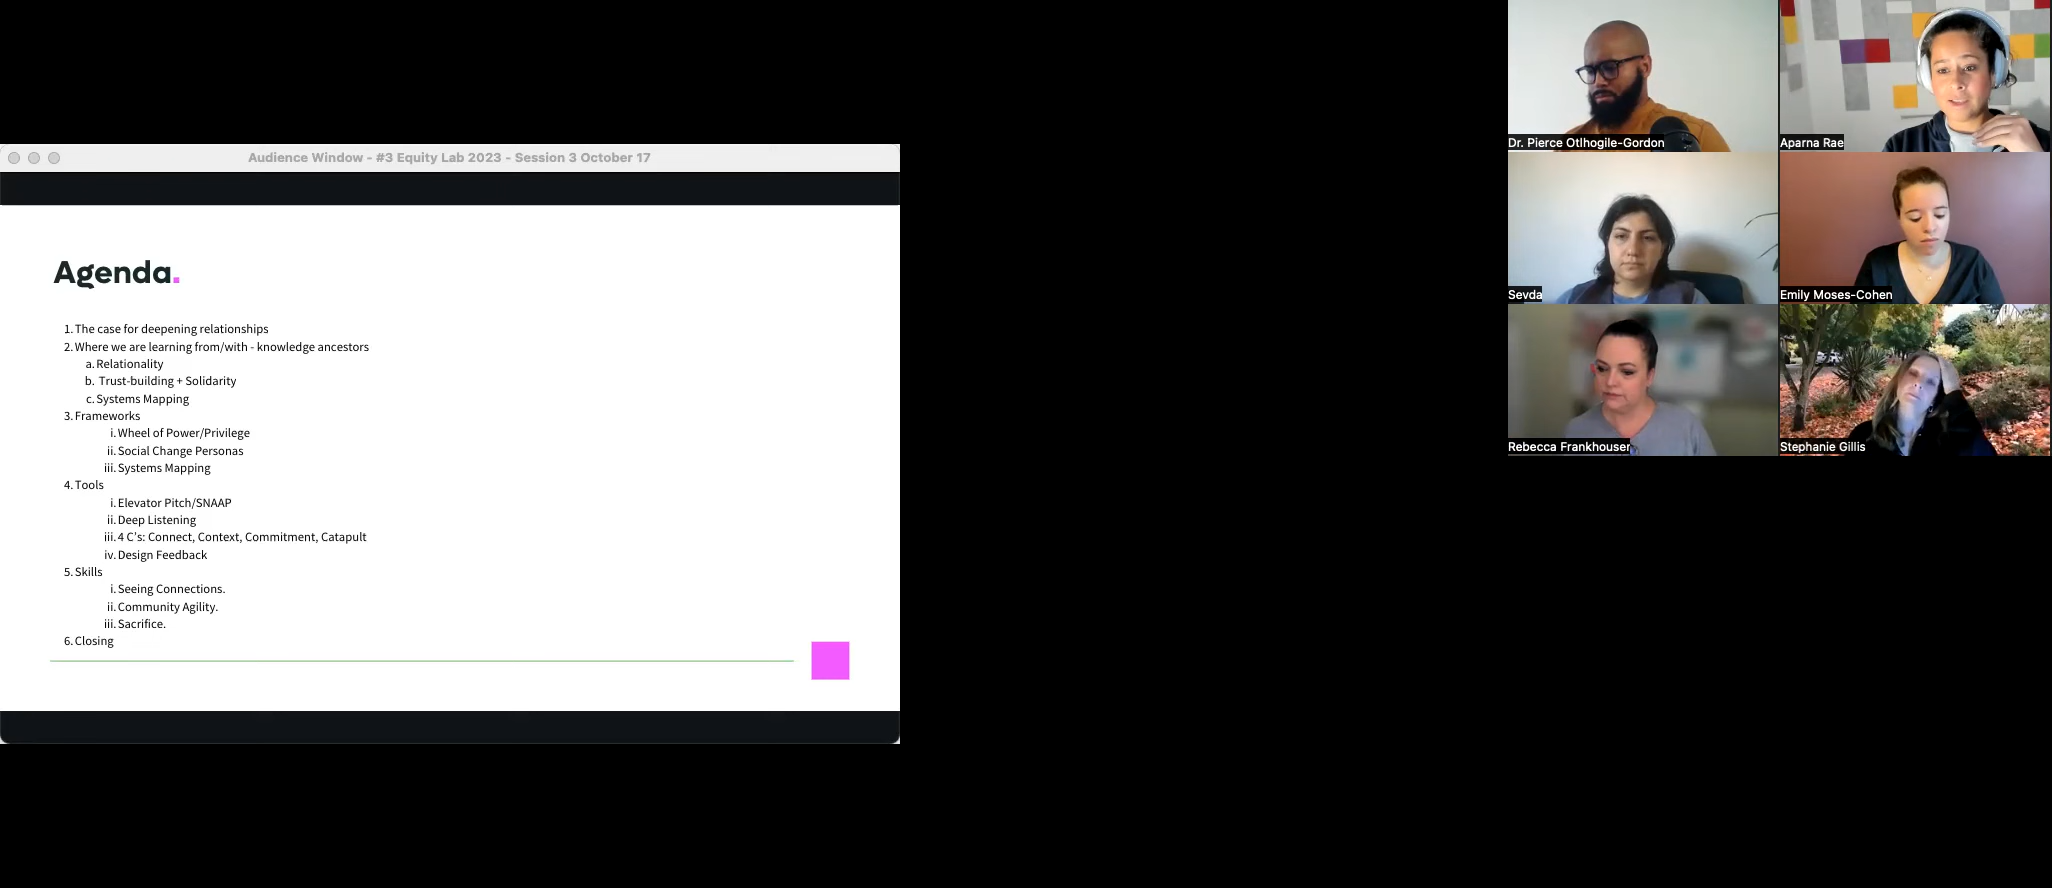 Audience Window - #3 Equity Lab 2023 - Session 3 October 17
Agenda.
1. The case for deepening relationships
2. Where we are learning from/with - knowledge ancestors
a. Relationality
b. Trust-building + Solidarity
c. Systems Mapping
3. Frameworks
i. Wheel of Power/Privilege
ii. Social Change Personas
iii. Systems Mapping
4. Tools
i. Elevator Pitch/SNAAP
ii. Deep Listening
iii. 4 C's: Connect, Context, Commitment, Catapult
iv. Design Feedback
5. Skills
i. Seeing Connections.
ii. Community Agility.
iii. Sacrifice.
6. Closing
Dr. Pierce Otlhogile-Gordon
Aparna Rae
Sevda
Emily Moses-Cohen
Rebecca Frankhouser
Stephanie Gillis